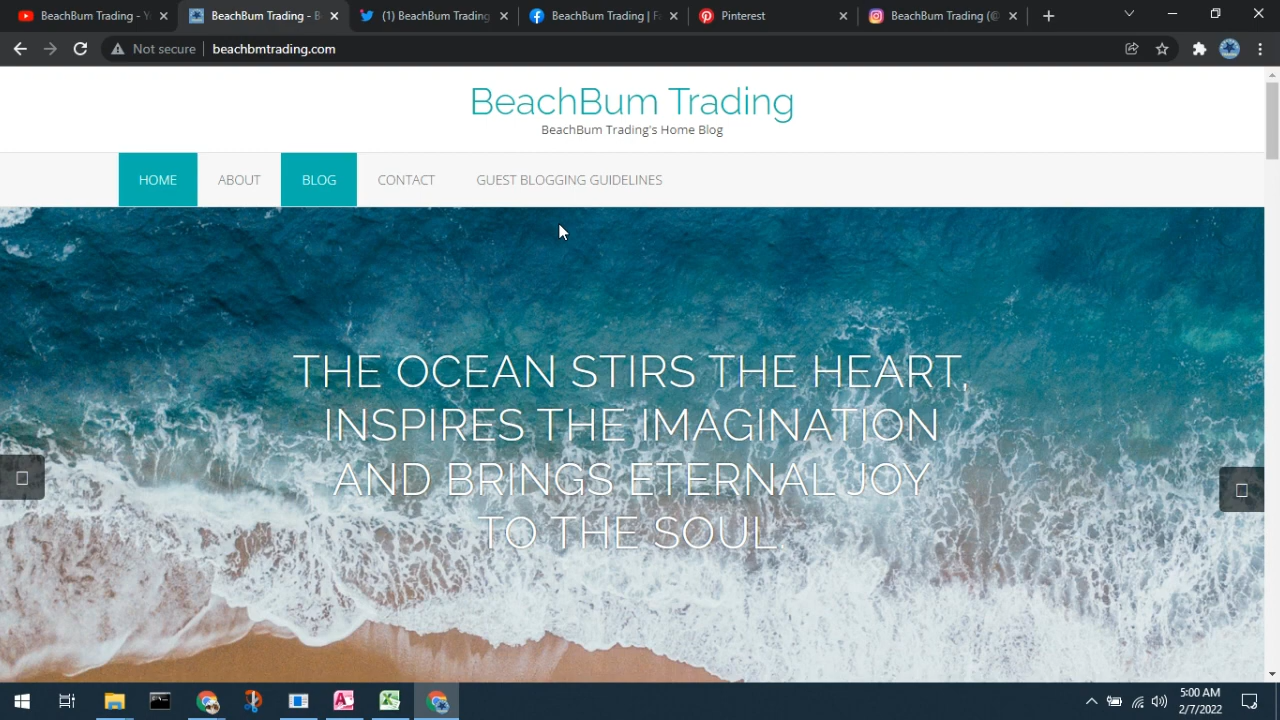 BeachBum Trading - Y
BeachBum Trading - B
(1) BeachBum Trading
BeachBum Trading | F
Pinterest
BeachBum Trading (@
Not secure
beachbmtrading.com
BeachBum Trading
BeachBum Trading's Home Blog
HOME
ABOUT
BLOG
CONTACT
GUEST BLOGGING GUIDELINES
THE OCEAN STIRS THE HEART,
INSPIRES THE IMAGINATION
AND BRINGS ETERNAL JOY
TO THE SOUL
5:00 AM
2/7/2022